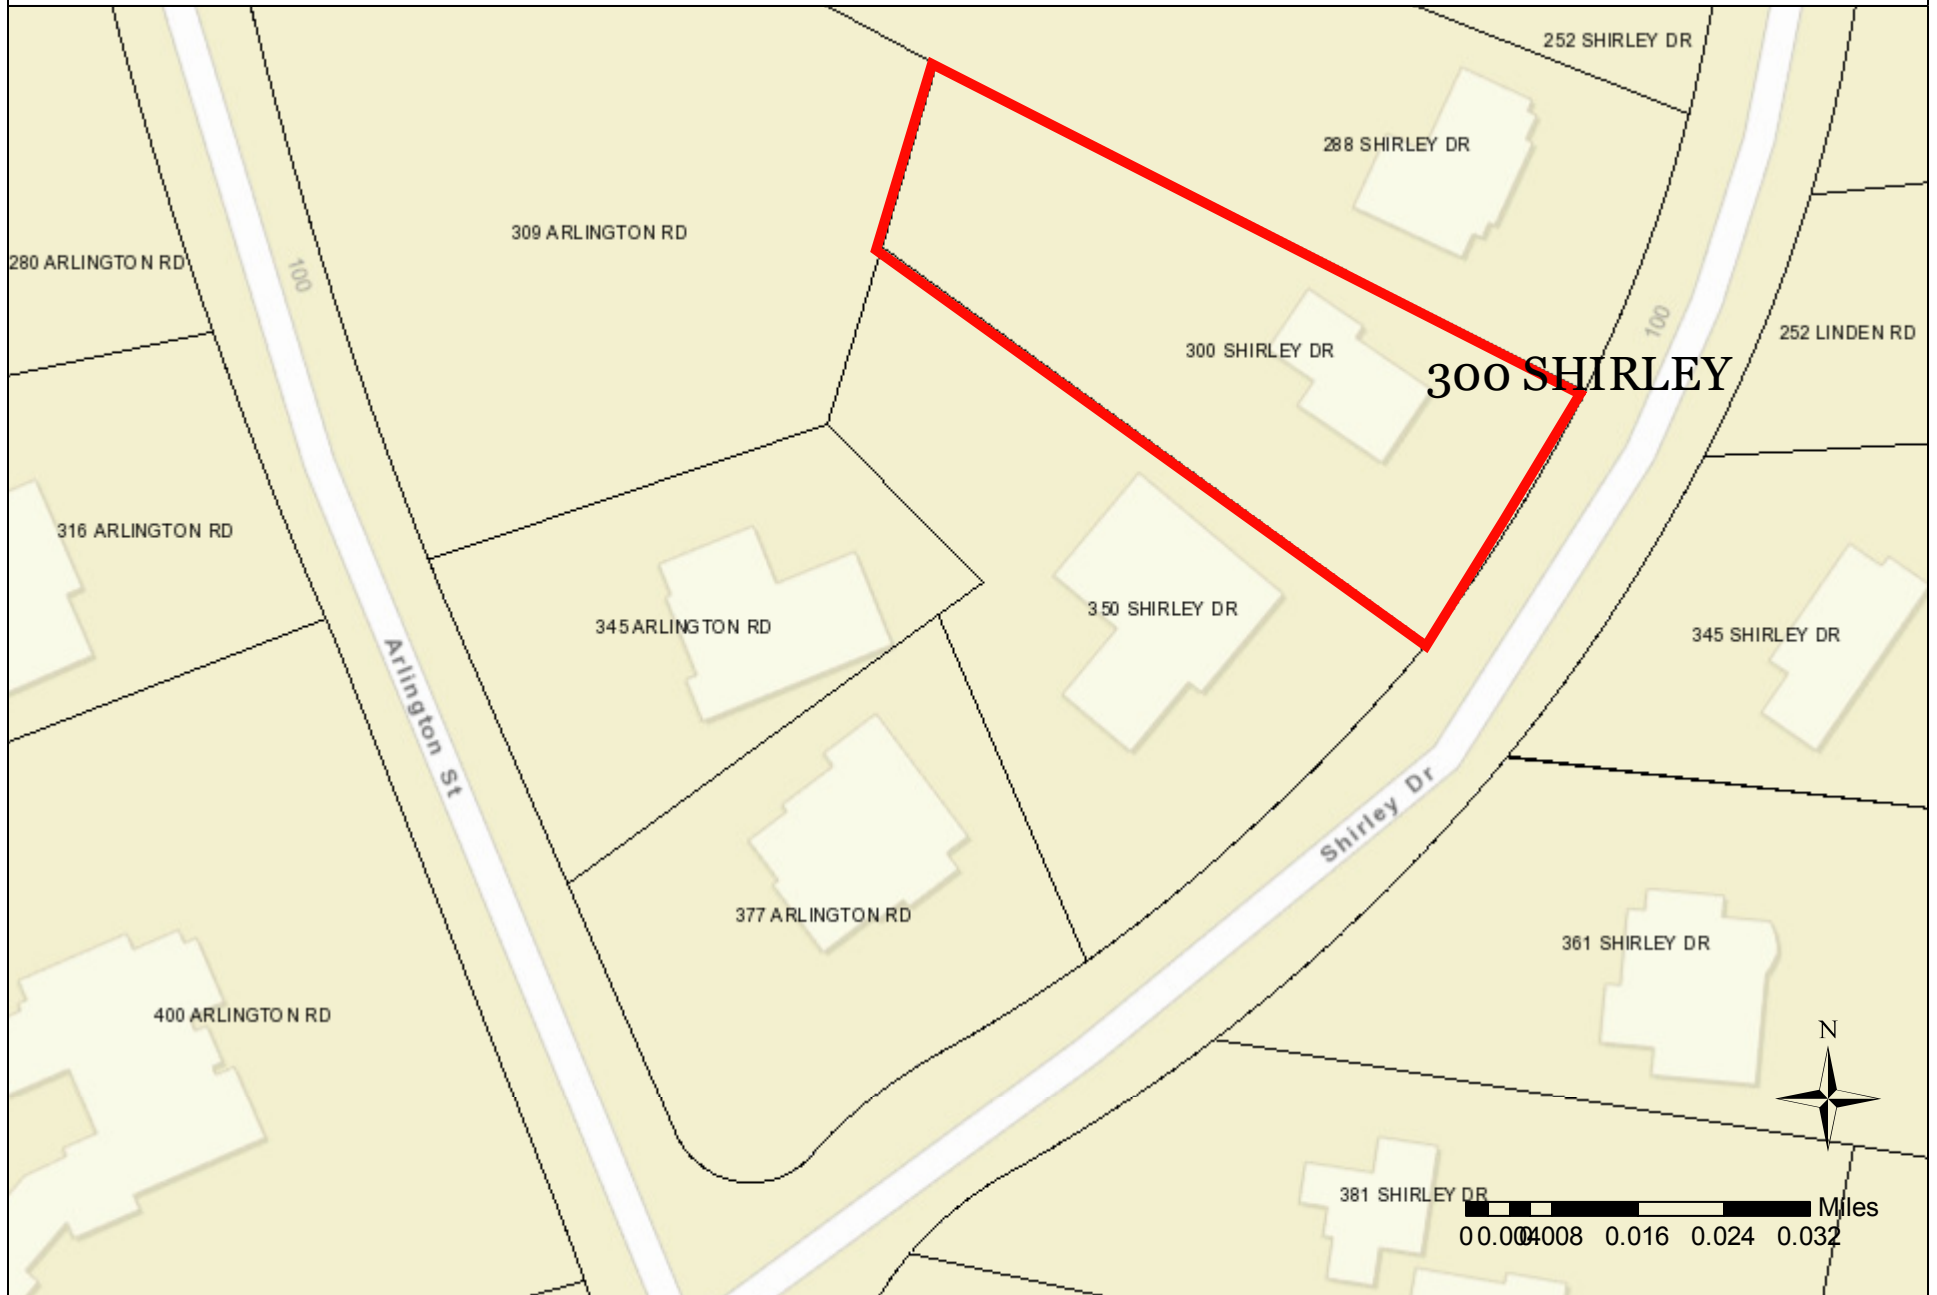 252 SHIRLEY DR
288 SHIRLEY DR
309 ARLINGTON RD
280 ARLINGTON RD
100
100
252 LINDEN RD
300 SHIRLEY DR
300 SHIRLEY
316 ARLINGTON RD
350 SHIRLEY DR
345 ARLINGTON RD
345 SHIRLEY DR
Arlington St
Shirley Dr
377 ARLINGTON RD
361 SHIRLEY DR
400 ARLINGTON RD
N
381 SHIRLEY DR
Miles
0 0.004 0.008 0.016 0.024 0.032